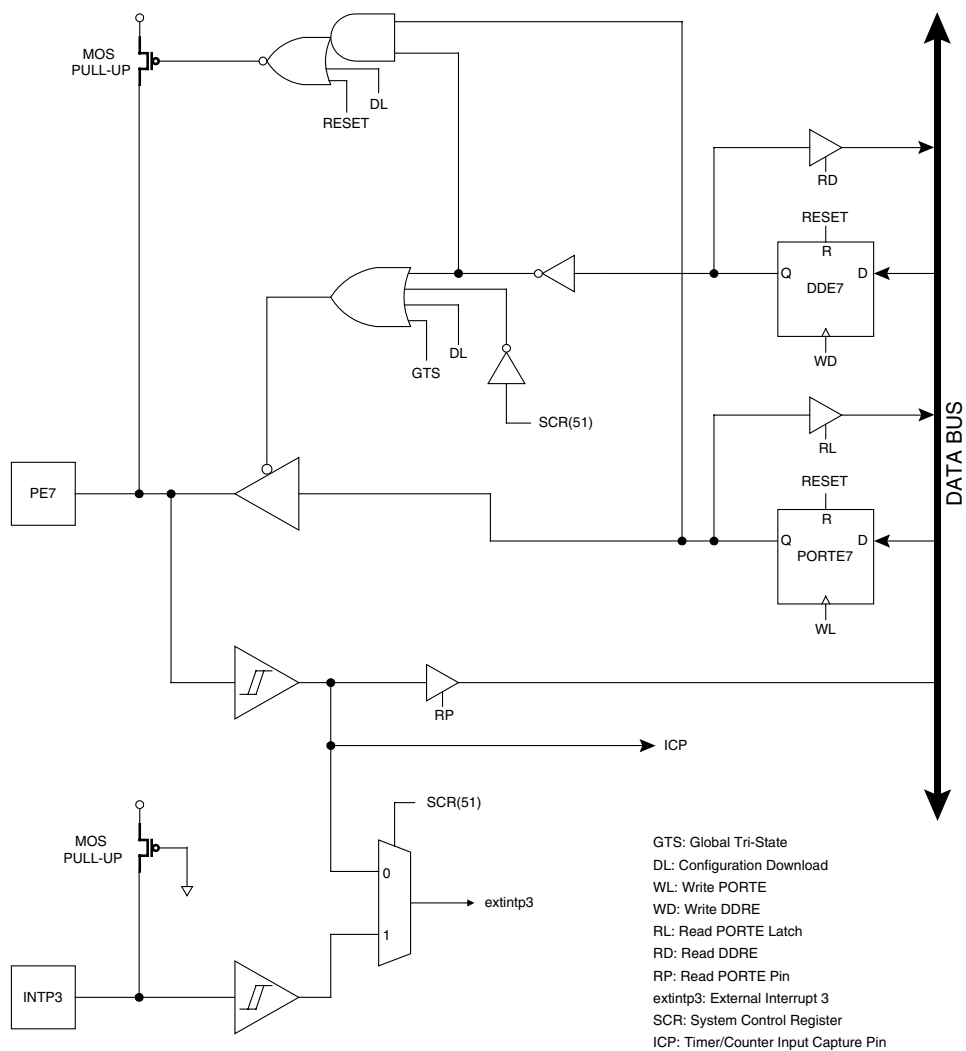 MOS
PULL-UP
DL
RESET
RD
RESET
R
Q
D
DDE7
WD
DL
GTS
SCR(51)
RL
DATA BUS
PE7
RESET
R
Q
D
PORTE7
WL
RP
ICP
SCR(51)
MOS
PULL-UP
0
extintp3
1
INTP3
GTS: Global Tri-State
DL: Configuration Download
WL: Write PORTE
WD: Write DDRE
RL: Read PORTE Latch
RD: Read DDRE
RP: Read PORTE Pin
extintp3: External Interrupt 3
SCR: System Control Register
ICP: Timer/Counter Input Capture Pin